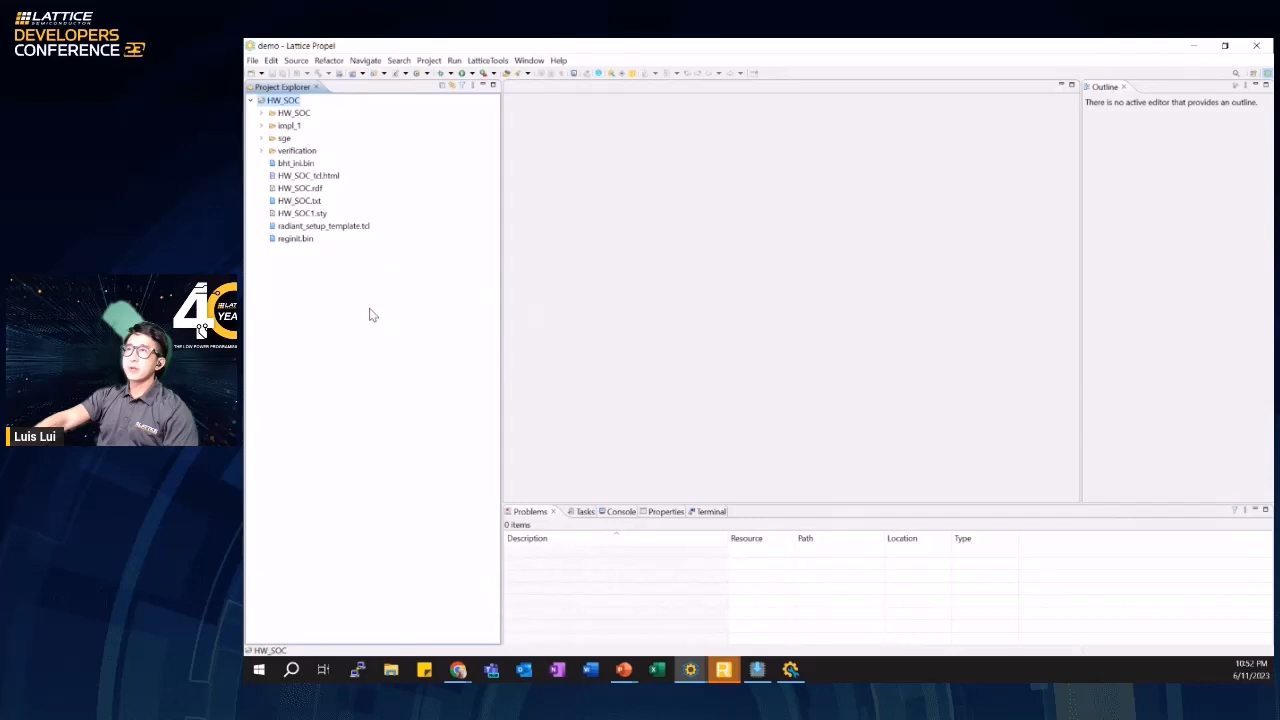 LATTICE
SEMICONDUCTOR
DEVELOPERS
CONFERENCE 23
demo - Lattice Propel
File Edit Source Refactor Navigate Search Project Run LatticeTools Window Help
Project Explorer
HW_SOC
HW_SOC
impl_1
sge
verification
bht_ini.bin
HW_SOC_tcl.html
HW_SOC.rdf
HW_SOC.txt
HW_SOC1.sty
radiant_setup_template.tcl
reginit.bin
Outline
There is no active editor that provides an outline.
40
LATTICE
Luis Lui
Problems Tasks Console Properties Terminal
0 items
Description Resource Path Location Type
HW_SOC
10:52 PM
6/11/2023